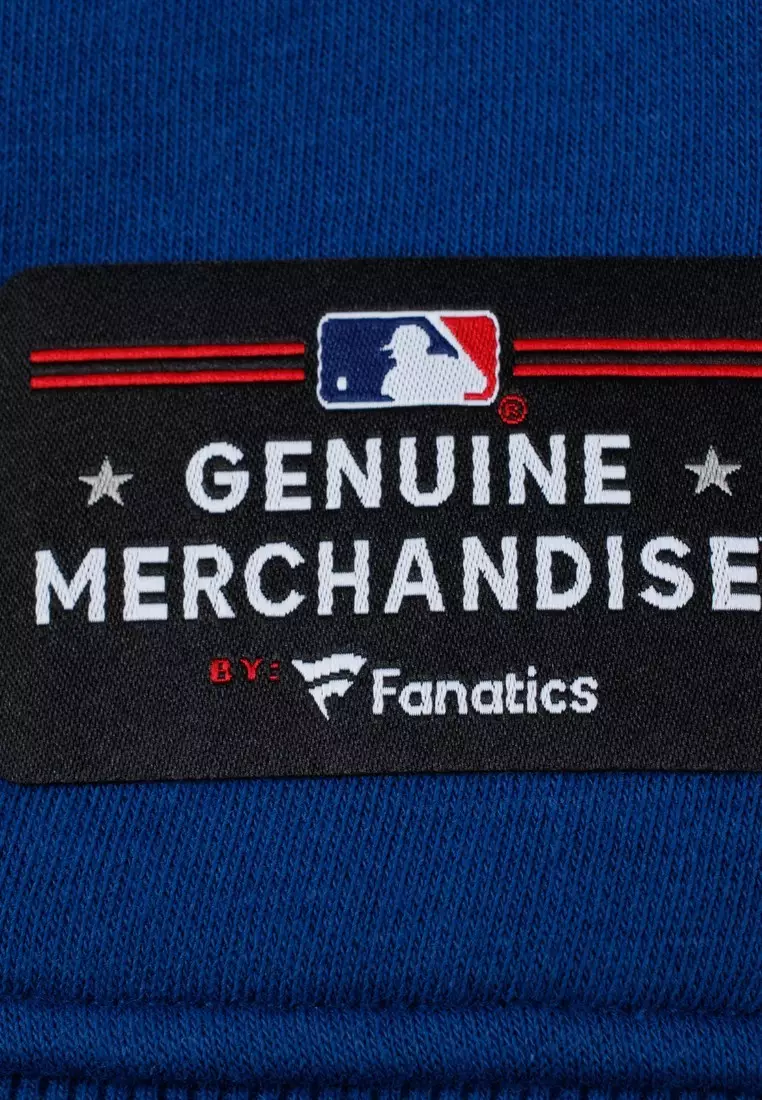 ®
GENUINE
MERCHANDISE
BY: Fanatics